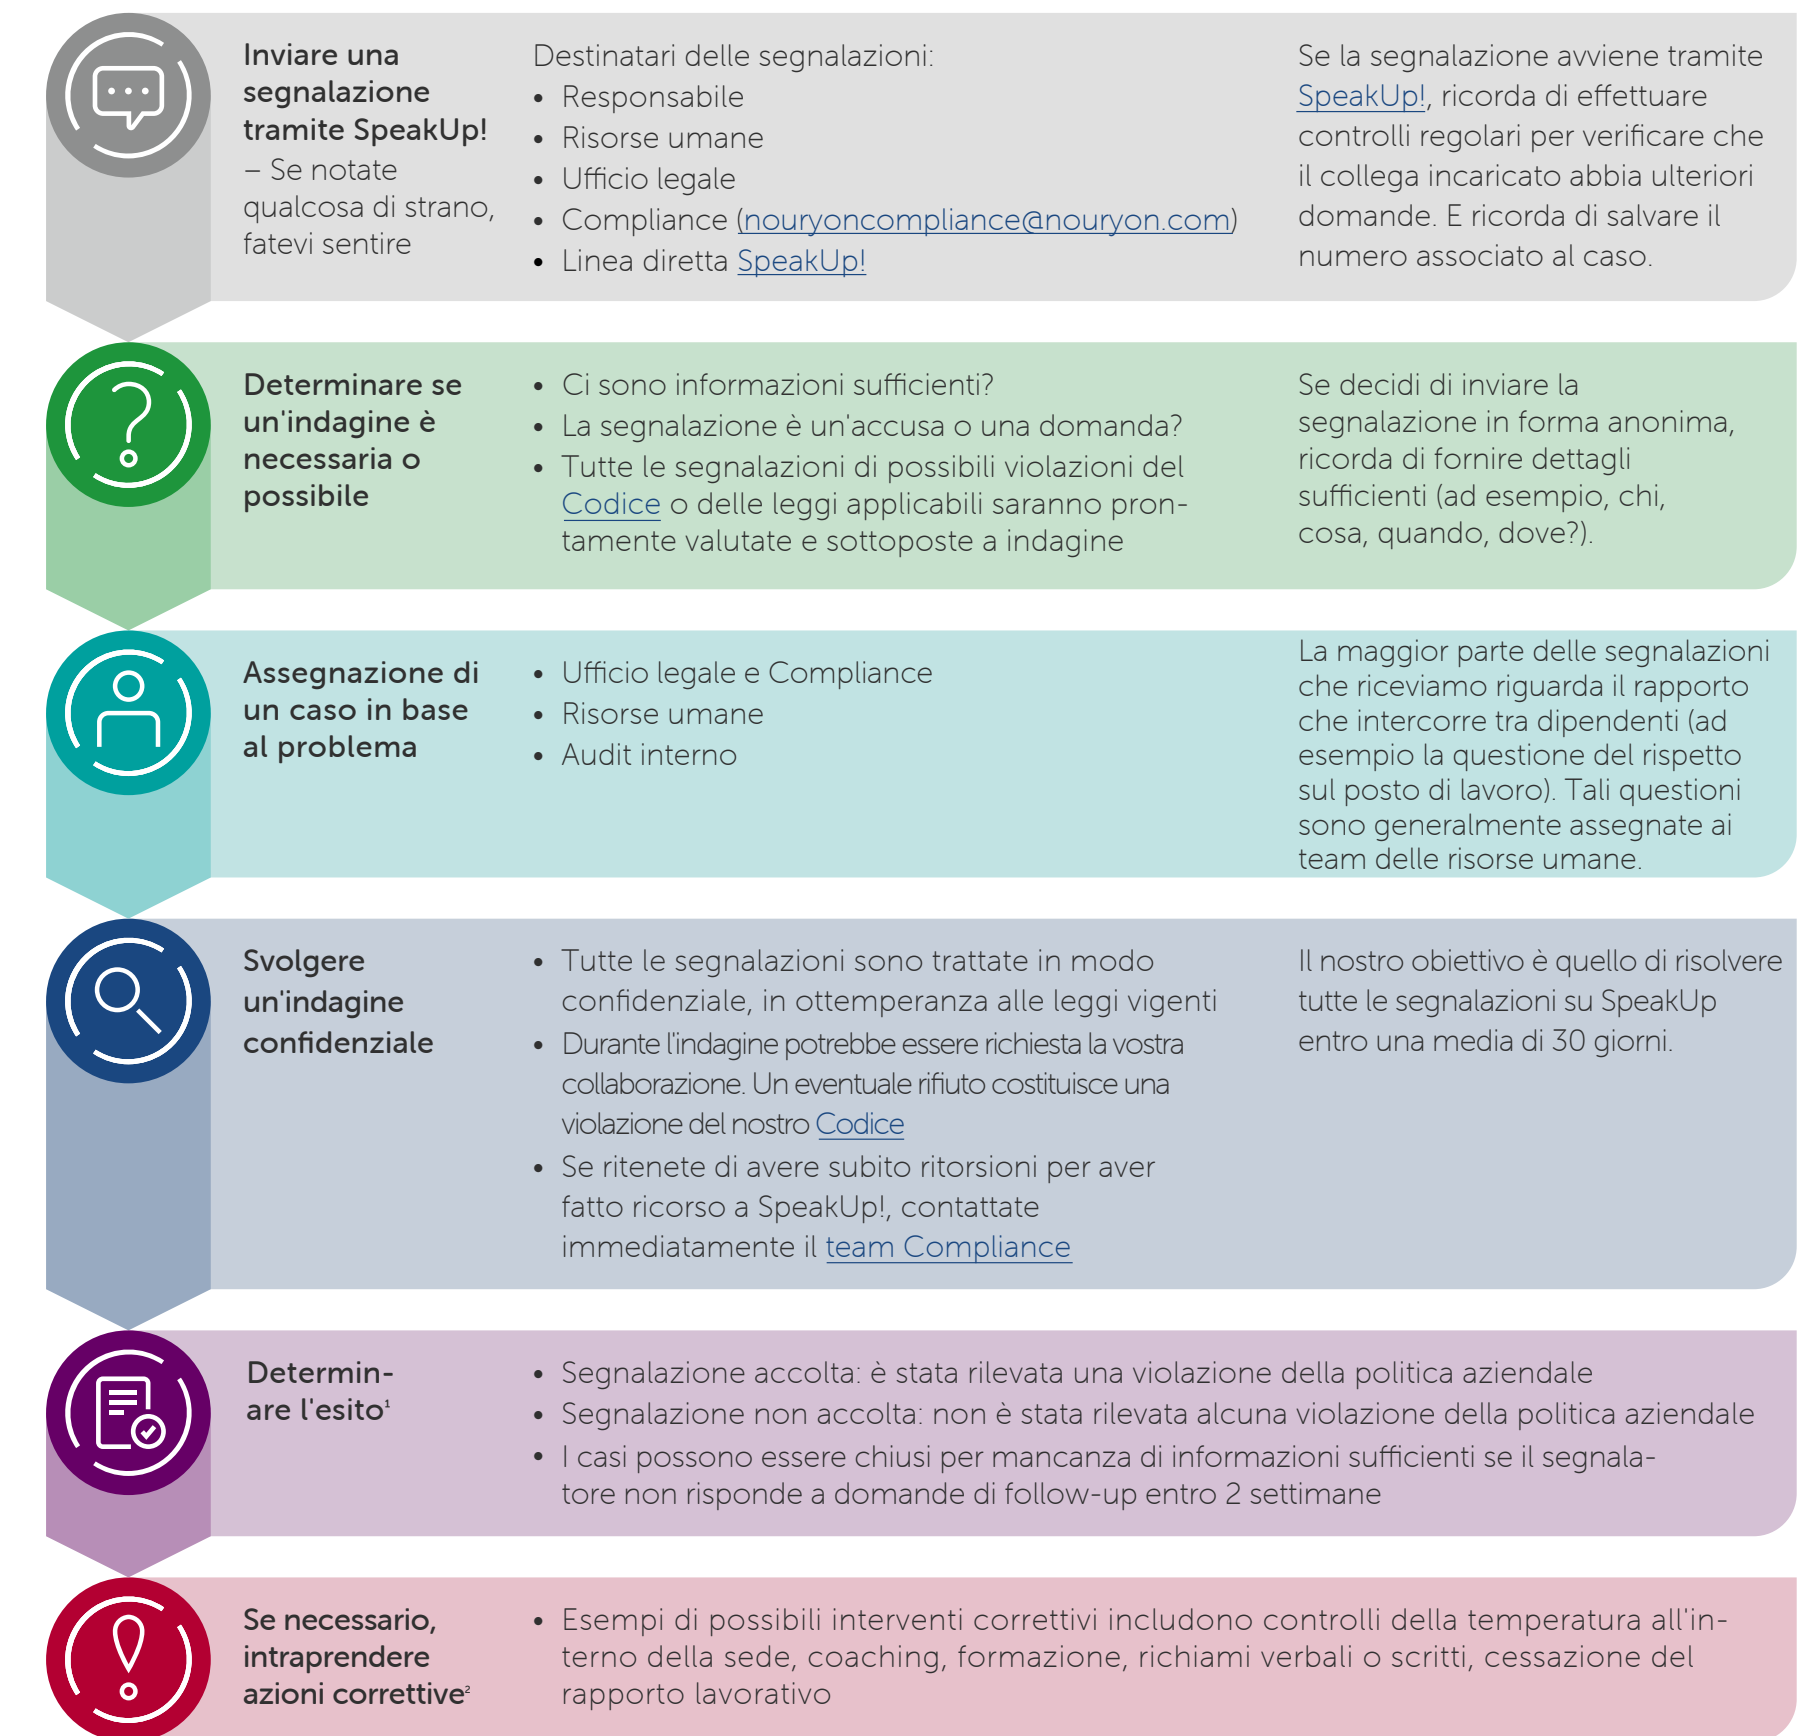 Inviare una
segnalazione
tramite SpeakUp!
– Se notate
qualcosa di strano,
fatevi sentire
Destinatari delle segnalazioni:
• Responsabile
• Risorse umane
• Ufficio legale
• Compliance (nouryoncompliance@nouryon.com)
• Linea diretta SpeakUp!
Se la segnalazione avviene tramite
SpeakUp!, ricorda di effettuare
controlli regolari per verificare che
il collega incaricato abbia ulteriori
domande. E ricorda di salvare il
numero associato al caso.
Determinare se
un'indagine è
necessaria o
possibile
• Ci sono informazioni sufficienti?
• La segnalazione è un'accusa o una domanda?
• Tutte le segnalazioni di possibili violazioni del
Codice o delle leggi applicabili saranno pron-
tamente valutate e sottoposte a indagine
Se decidi di inviare la
segnalazione in forma anonima,
ricorda di fornire dettagli
sufficienti (ad esempio, chi,
cosa, quando, dove?).
Assegnazione di
un caso in base
al problema
• Ufficio legale e Compliance
• Risorse umane
• Audit interno
La maggior parte delle segnalazioni
che riceviamo riguarda il rapporto
che intercorre tra dipendenti (ad
esempio la questione del rispetto
sul posto di lavoro). Tali questioni
sono generalmente assegnate ai
team delle risorse umane.
Svolgere
un'indagine
confidenziale
• Tutte le segnalazioni sono trattate in modo
confidenziale, in ottemperanza alle leggi vigenti
• Durante l'indagine potrebbe essere richiesta la vostra
collaborazione. Un eventuale rifiuto costituisce una
violazione del nostro Codice
• Se ritenete di avere subito ritorsioni per aver
fatto ricorso a SpeakUp!, contattate
immediatamente il team Compliance
Il nostro obiettivo è quello di risolvere
tutte le segnalazioni su SpeakUp
entro una media di 30 giorni.
Determin-
are l'esito¹
• Segnalazione accolta: è stata rilevata una violazione della politica aziendale
• Segnalazione non accolta: non è stata rilevata alcuna violazione della politica aziendale
• I casi possono essere chiusi per mancanza di informazioni sufficienti se il segnala-
tore non risponde a domande di follow-up entro 2 settimane
Se necessario,
intraprendere
azioni correttive²
• Esempi di possibili interventi correttivi includono controlli della temperatura all'in-
terno della sede, coaching, formazione, richiami verbali o scritti, cessazione del
rapporto lavorativo